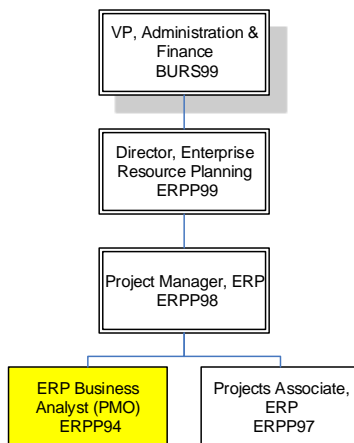 VP, Administration &
Finance
BURS99
Director, Enterprise
Resource Planning
ERPP99
Project Manager, ERP
ERPP98
ERP Business
Analyst (PMO)
ERPP94
Projects Associate,
ERP
ERPP97